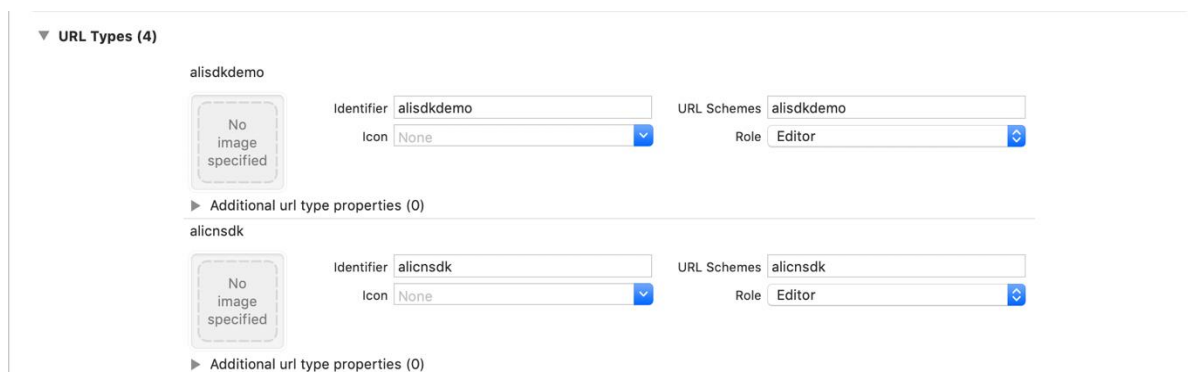 URL Types (4)
alisdkdemo
No image specified
Identifier alisdkdemo URL Schemes alisdkdemo
Icon None Role Editor
Additional url type properties (0)
alicnsdk
No image specified
Identifier alicnsdk URL Schemes alicnsdk
Icon None Role Editor
Additional url type properties (0)